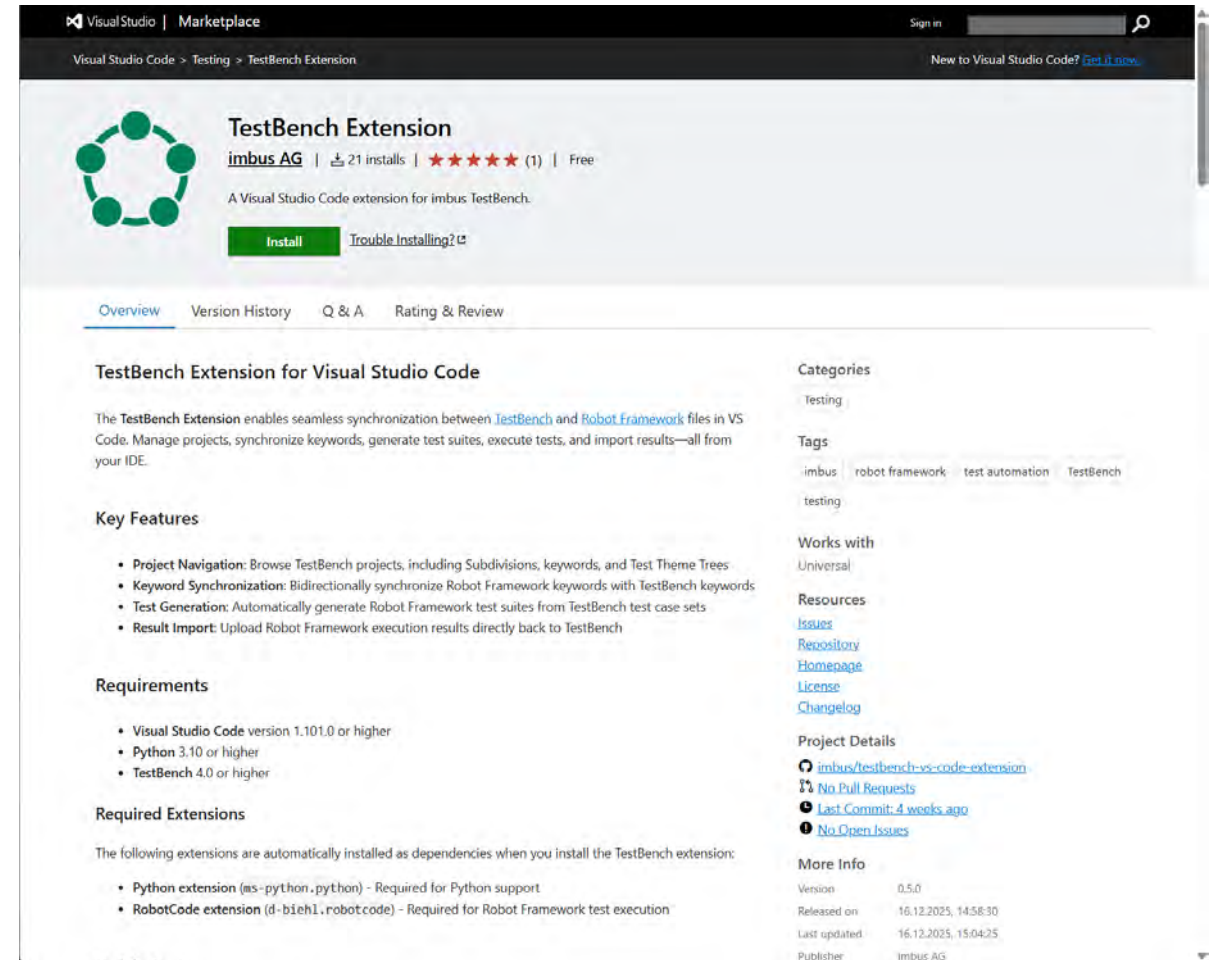 Visual Studio | Marketplace
Sign in
Visual Studio Code > Testing > TestBench Extension
New to Visual Studio Code? Get it now.
TestBench Extension
imbus AG | 21 installs | ★★★★★ (1) | Free
A Visual Studio Code extension for imbus TestBench.
Install
Trouble Installing?
Overview
Version History
Q & A
Rating & Review
TestBench Extension for Visual Studio Code
The TestBench Extension enables seamless synchronization between TestBench and Robot Framework files in VS
Code. Manage projects, synchronize keywords, generate test suites, execute tests, and import results—all from
your IDE.
Key Features
• Project Navigation: Browse TestBench projects, including Subdivisions, keywords, and Test Theme Trees
• Keyword Synchronization: Bidirectionally synchronize Robot Framework keywords with TestBench keywords
• Test Generation: Automatically generate Robot Framework test suites from TestBench test case sets
• Result Import: Upload Robot Framework execution results directly back to TestBench
Requirements
• Visual Studio Code version 1.101.0 or higher
• Python 3.10 or higher
• TestBench 4.0 or higher
Required Extensions
The following extensions are automatically installed as dependencies when you install the TestBench extension:
• Python extension (ms-python.python) - Required for Python support
• RobotCode extension (d-biehl.robotcode) - Required for Robot Framework test execution
Categories
Testing
Tags
imbus robot framework test automation TestBench
testing
Works with
Universal
Resources
Issues
Repository
Homepage
License
Changelog
Project Details
imbus/testbench-vs-code-extension
No Pull Requests
Last Commit: 4 weeks ago
No Open Issues
More Info
Version 0.5.0
Released on 16.12.2025, 14:58:30
Last updated 16.12.2025, 15:04:25
Publisher imbus AG